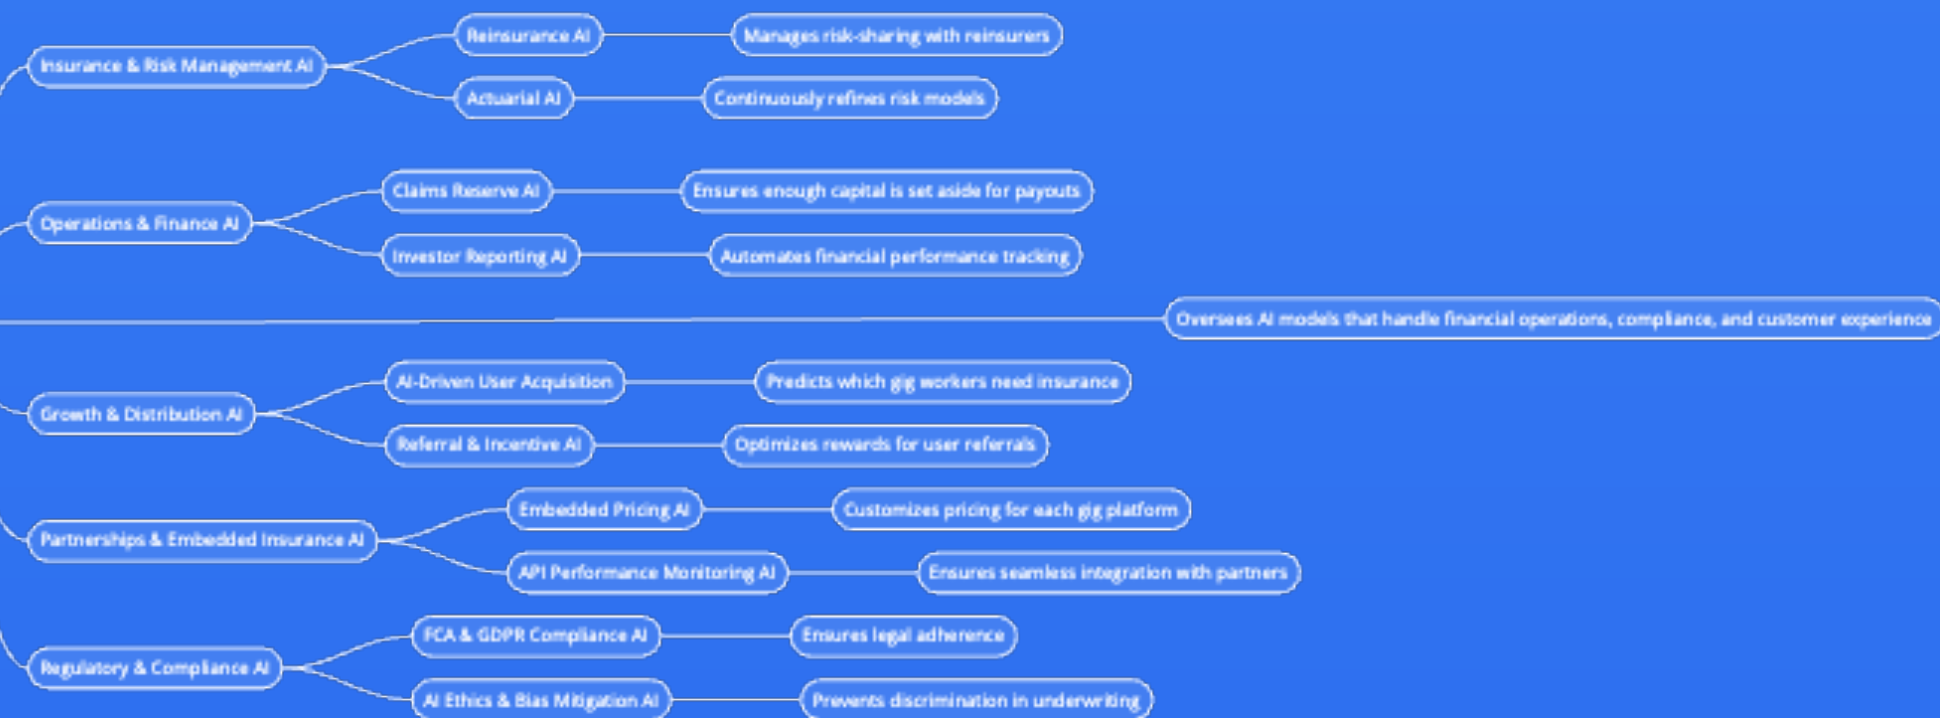 Insurance & Risk Management AI
Reinsurance AI
Manages risk-sharing with reinsurers
Actuarial AI
Continuously refines risk models
Operations & Finance AI
Claims Reserve AI
Ensures enough capital is set aside for payouts
Investor Reporting AI
Automates financial performance tracking
Oversees AI models that handle financial operations, compliance, and customer experience
Growth & Distribution AI
AI-Driven User Acquisition
Predicts which gig workers need insurance
Referral & Incentive AI
Optimizes rewards for user referrals
Partnerships & Embedded Insurance AI
Embedded Pricing AI
Customizes pricing for each gig platform
API Performance Monitoring AI
Ensures seamless integration with partners
Regulatory & Compliance AI
FCA & GDPR Compliance AI
Ensures legal adherence
AI Ethics & Bias Mitigation AI
Prevents discrimination in underwriting